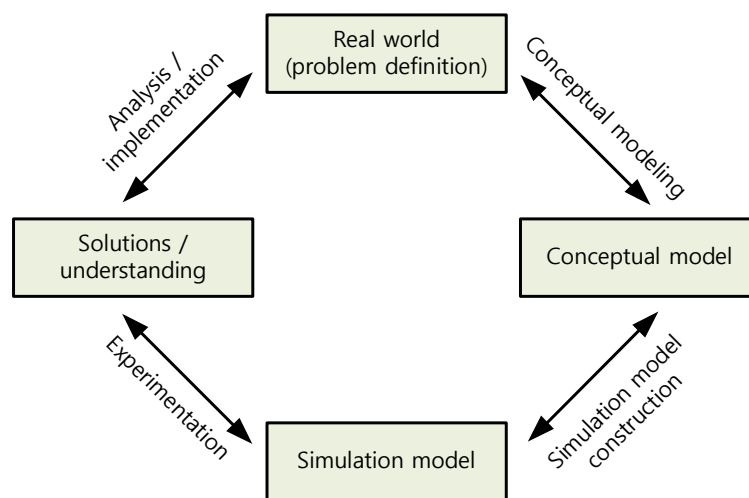 Real world
(problem definition)
Analysis /
implementation
Conceptual modeling
Solutions /
understanding
Conceptual model
Experimentation
Simulation model
construction
Simulation model